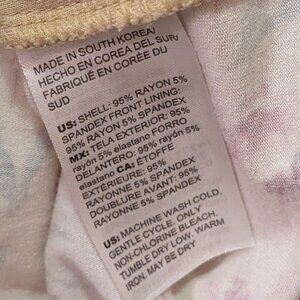 MADE IN SOUTH KOREA/
HECHO EN COREA DEL SUR/
FABRIQUÉ EN CORÉE DU
SUD
US: SHELL: 95% RAYON 5%
SPANDEX FRONT LINING:
95% RAYON 5% SPANDEX
MX: TELA EXTERIOR: 95%
rayón 5% elastano FORRO
DELANTERO: 95% rayón 5%
elastano CA: ÉTOFFE
EXTÉRIEURE: 95%
RAYONNE 5% SPANDEX
DOUBLURE AVANT: 95%
RAYONNE 5% SPANDEX
US: MACHINE WASH COLD,
GENTLE CYCLE. ONLY
NON-CHLORINE BLEACH.
TUMBLE DRY LOW. WARM
IRON. MAY BE DRY